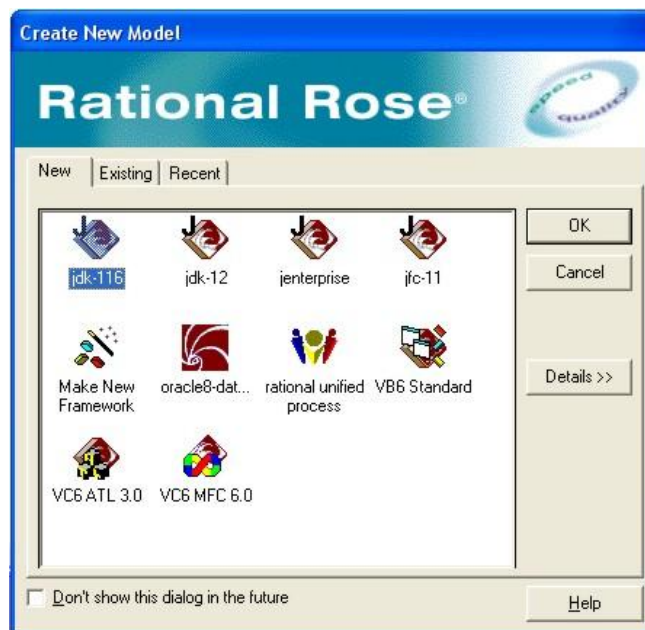 Create New Model
Rational Rose®
speed
quality
New
Existing
Recent
jdk-116
jdk-12
jenterprise
jfc-11
Make New
Framework
oracle8-dat...
rational unified
process
VB6 Standard
VC6 ATL 3.0
VC6 MFC 6.0
OK
Cancel
Details >>
Don't show this dialog in the future
Help